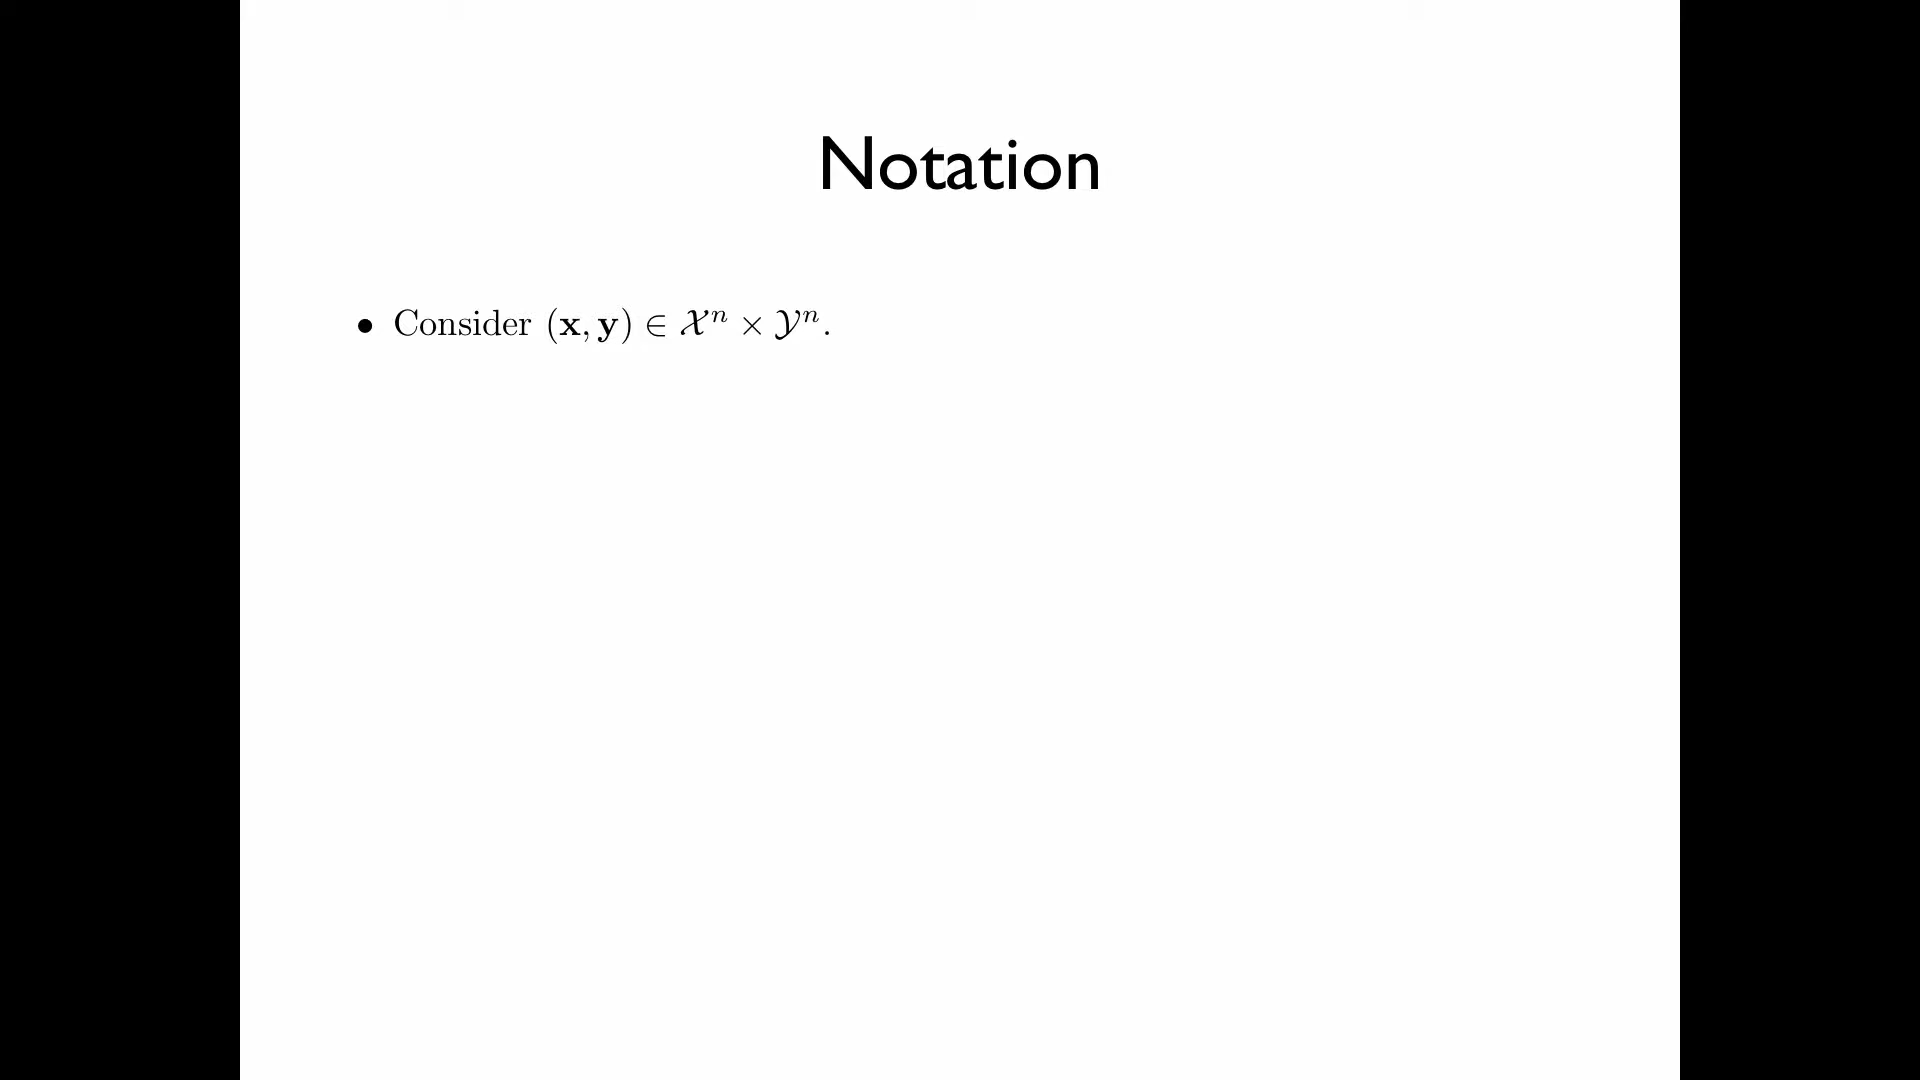 Notation
• Consider (𝐱, 𝐲) ∈ 𝒳ⁿ × 𝒴ⁿ.